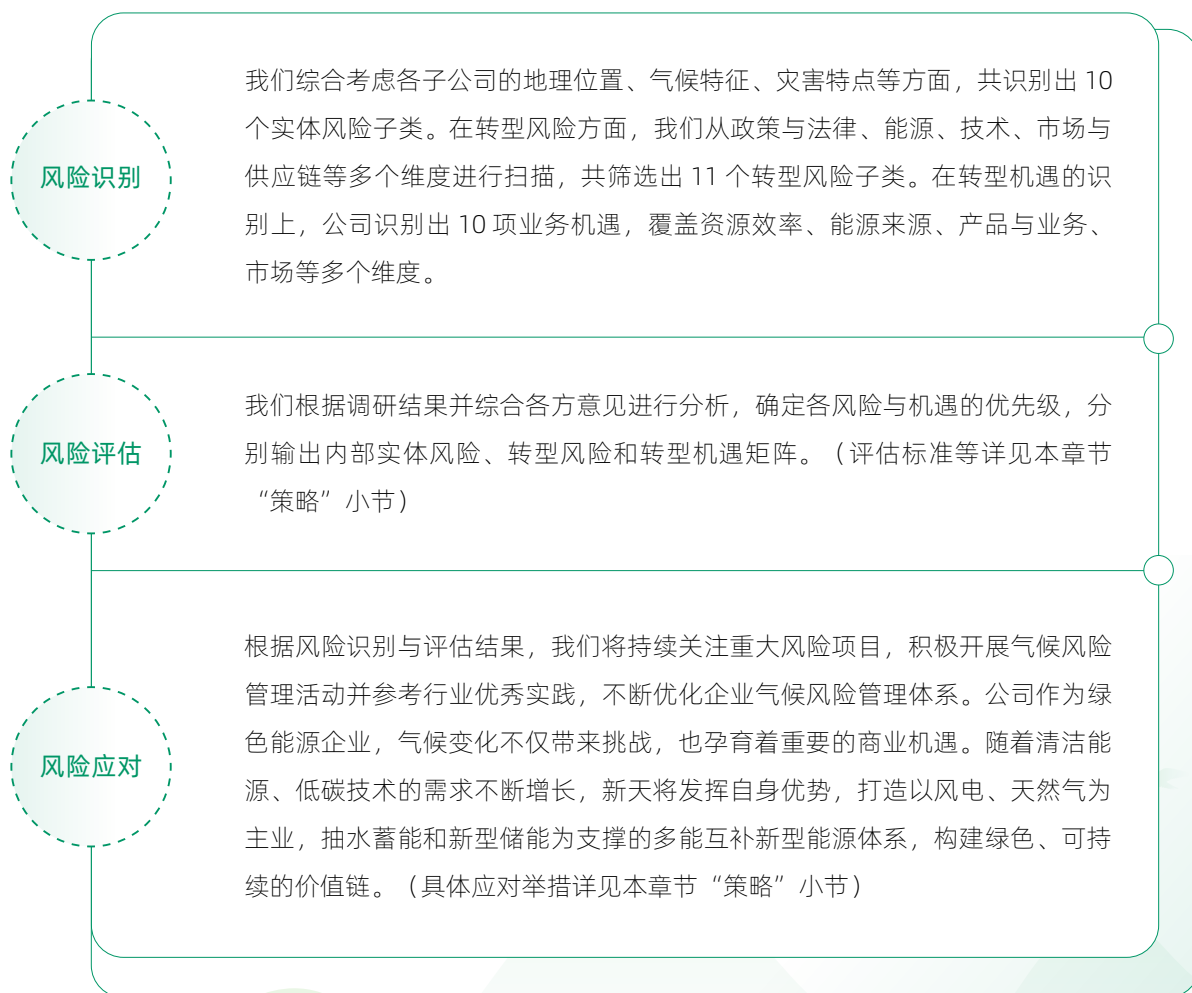 风险识别
我们综合考虑各子公司的地理位置、气候特征、灾害特点等方面，共识别出 10
个实体风险子类。在转型风险方面，我们从政策与法律、能源、技术、市场与
供应链等多个维度进行扫描，共筛选出 11 个转型风险子类。在转型机遇的识
别上，公司识别出 10 项业务机遇，覆盖资源效率、能源来源、产品与业务、
市场等多个维度。
风险评估
我们根据调研结果并综合各方意见进行分析，确定各风险与机遇的优先级，分
别输出内部实体风险、转型风险和转型机遇矩阵。（评估标准等详见本章节
“策略”小节）
风险应对
根据风险识别与评估结果，我们将持续关注重大风险项目，积极开展气候风险
管理活动并参考行业优秀实践，不断优化企业气候风险管理体系。公司作为绿
色能源企业，气候变化不仅带来挑战，也孕育着重要的商业机遇。随着清洁能
源、低碳技术的需求不断增长，新天将发挥自身优势，打造以风电、天然气为
主业，抽水蓄能和新型储能为支撑的多能互补新型能源体系，构建绿色、可持
续的价值链。（具体应对举措详见本章节“策略”小节）